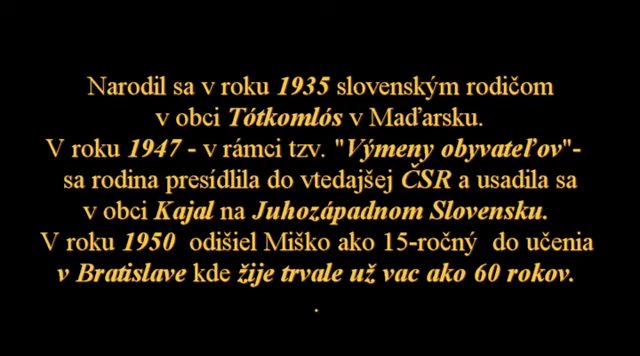 Narodil sa v roku 1935 slovenským rodičom
v obci Tótkomlós v Maďarsku.
V roku 1947 - v rámci tzv. "Výmeny obyvateľov"-
sa rodina presídlila do vtedajšej ČSR a usadila sa
v obci Kajal na Juhozápadnom Slovensku.
V roku 1950 odišiel Miško ako 15-ročný do učenia
v Bratislave kde žije trvale už vac ako 60 rokov.
.